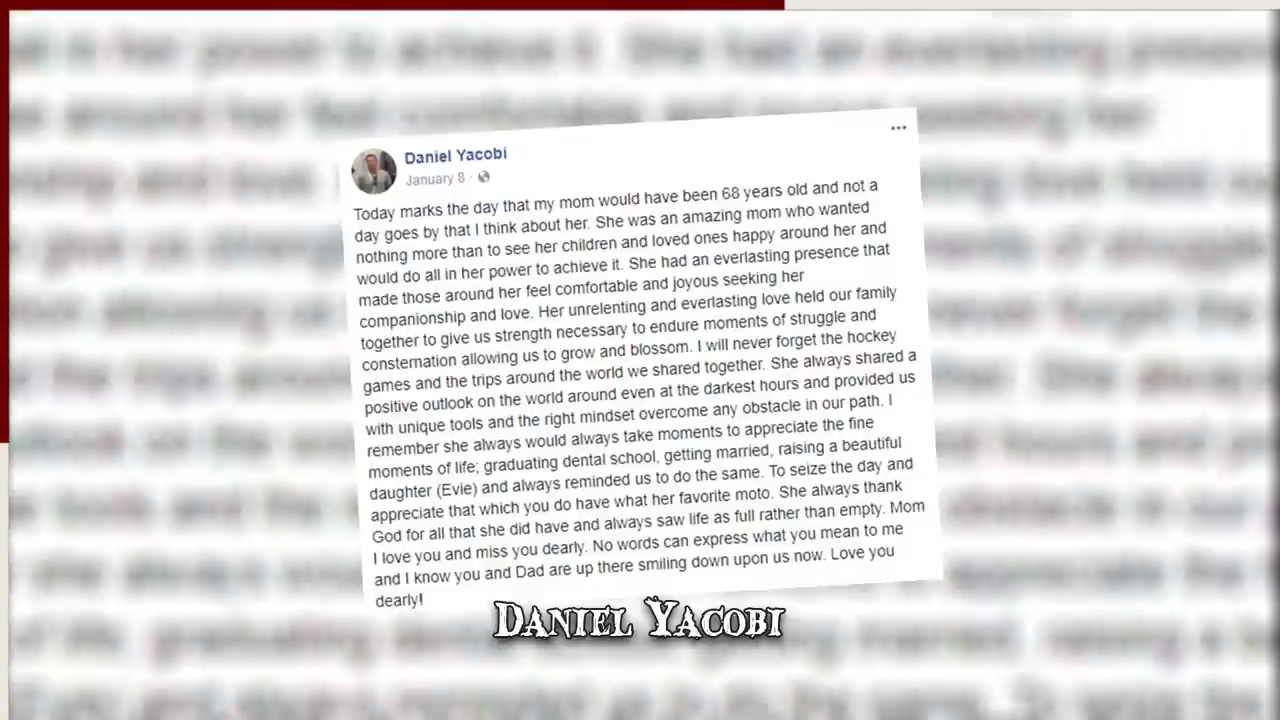 Daniel Yacobi
January 8 ·
Today marks the day that my mom would have been 68 years old and not a
day goes by that I think about her. She was an amazing mom who wanted
nothing more than to see her children and loved ones happy around her and
would do all in her power to achieve it. She had an everlasting presence that
made those around her feel comfortable and joyous seeking her
companionship and love. Her unrelenting and everlasting love held our family
together to give us strength necessary to endure moments of struggle and
consternation allowing us to grow and blossom. I will never forget the hockey
games and the trips around the world we shared together. She always shared a
positive outlook on the world around even at the darkest hours and provided us
with unique tools and the right mindset overcome any obstacle in our path. I
remember she always would always take moments to appreciate the fine
moments of life; graduating dental school, getting married, raising a beautiful
daughter (Evie) and always reminded us to do the same. To seize the day and
appreciate that which you do have what her favorite moto. She always thank
God for all that she did have and always saw life as full rather than empty. Mom
I love you and miss you dearly. No words can express what you mean to me
and I know you and Dad are up there smiling down upon us now. Love you
dearly!
Daniel Yacobi